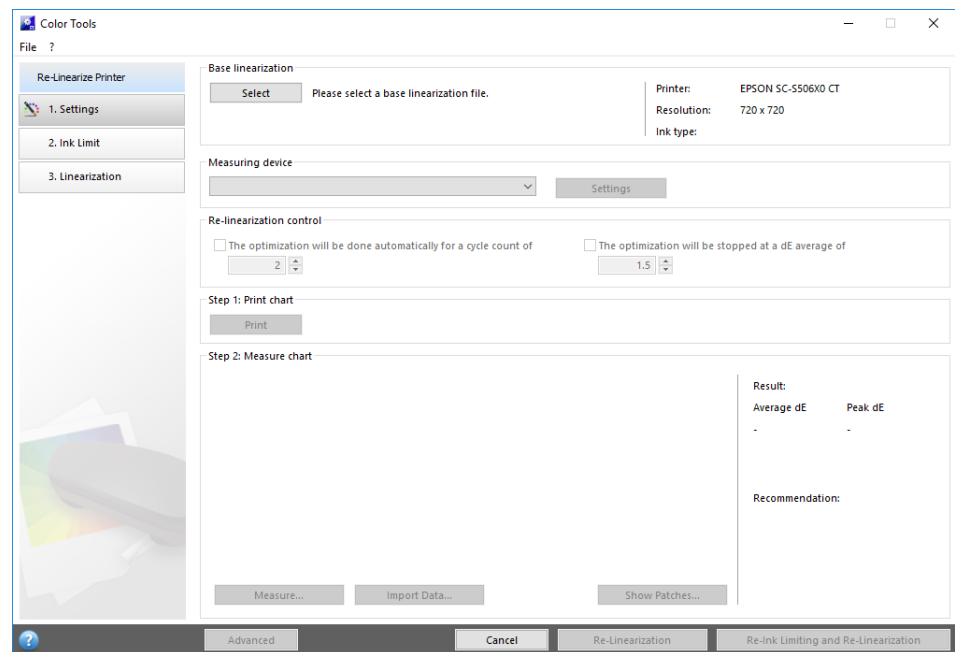 Color Tools
File ?
Re-Linearize Printer
1. Settings
2. Ink Limit
3. Linearization
Base linearization
Select Please select a base linearization file.
Printer: EPSON SC-S506X0 CT
Resolution: 720 x 720
Ink type:
Measuring device
Settings
Re-linearization control
The optimization will be done automatically for a cycle count of
2
The optimization will be stopped at a dE average of
1.5
Step 1: Print chart
Print
Step 2: Measure chart
Result:
Average dE Peak dE
- -
Recommendation:
Measure... Import Data... Show Patches...
? Advanced Cancel Re-Linearization Re-Ink Limiting and Re-Linearization